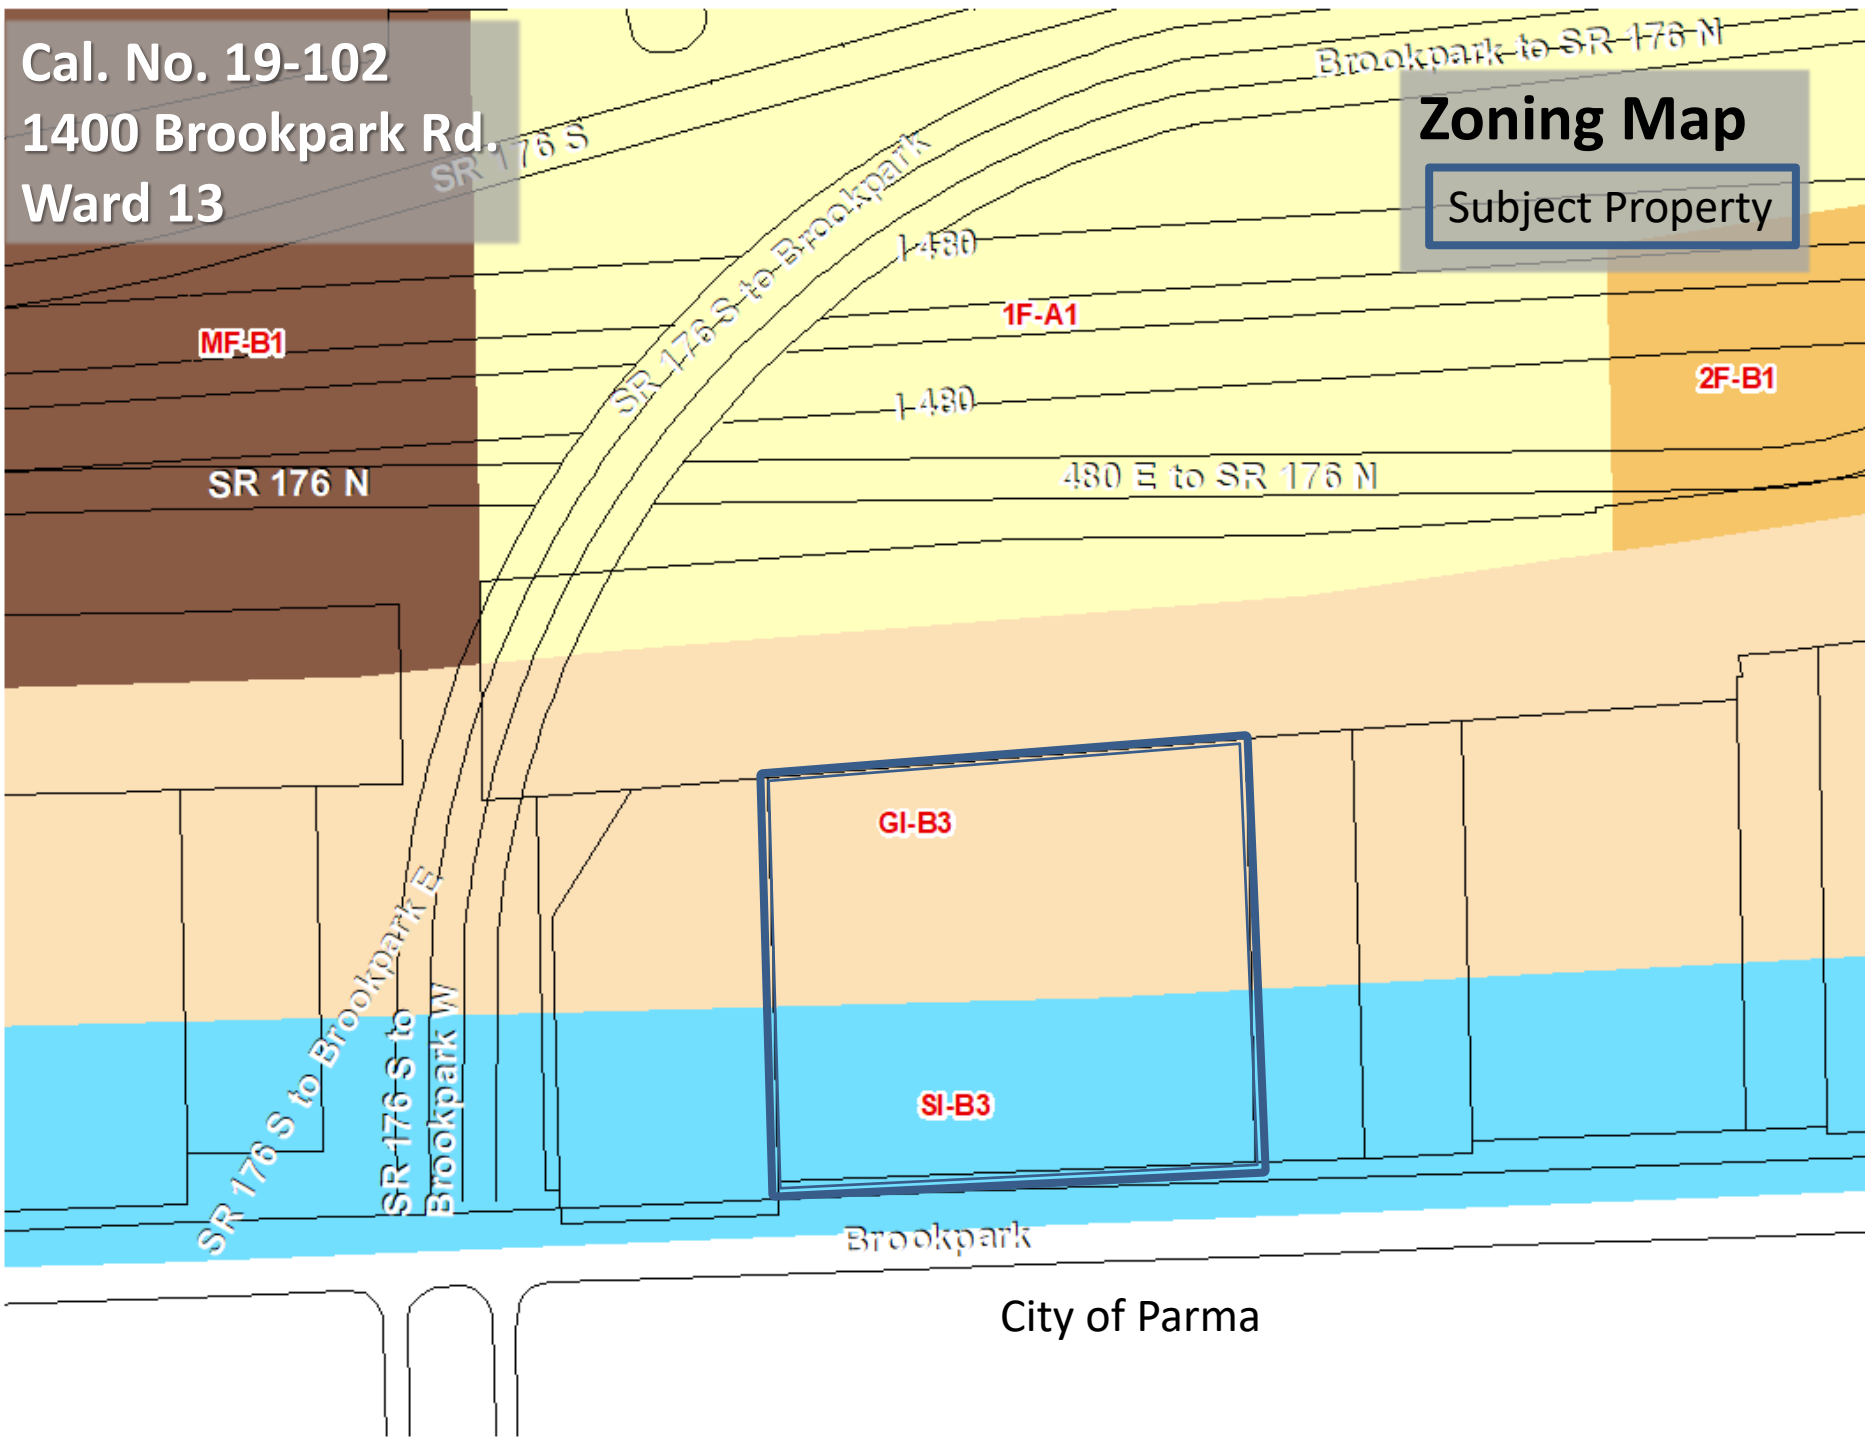 Cal. No. 19-102
1400 Brookpark Rd.
Ward 13
Brookpark to SR 176 N
Zoning Map
Subject Property
SR 176 S
SR 176 S to Brookpark
I-480
1F-A1
MF-B1
2F-B1
I-480
SR 176 N
480 E to SR 176 N
GI-B3
SR 176 S to Brookpark E
SR 176 S to
Brookpark W
SI-B3
Brookpark
City of Parma